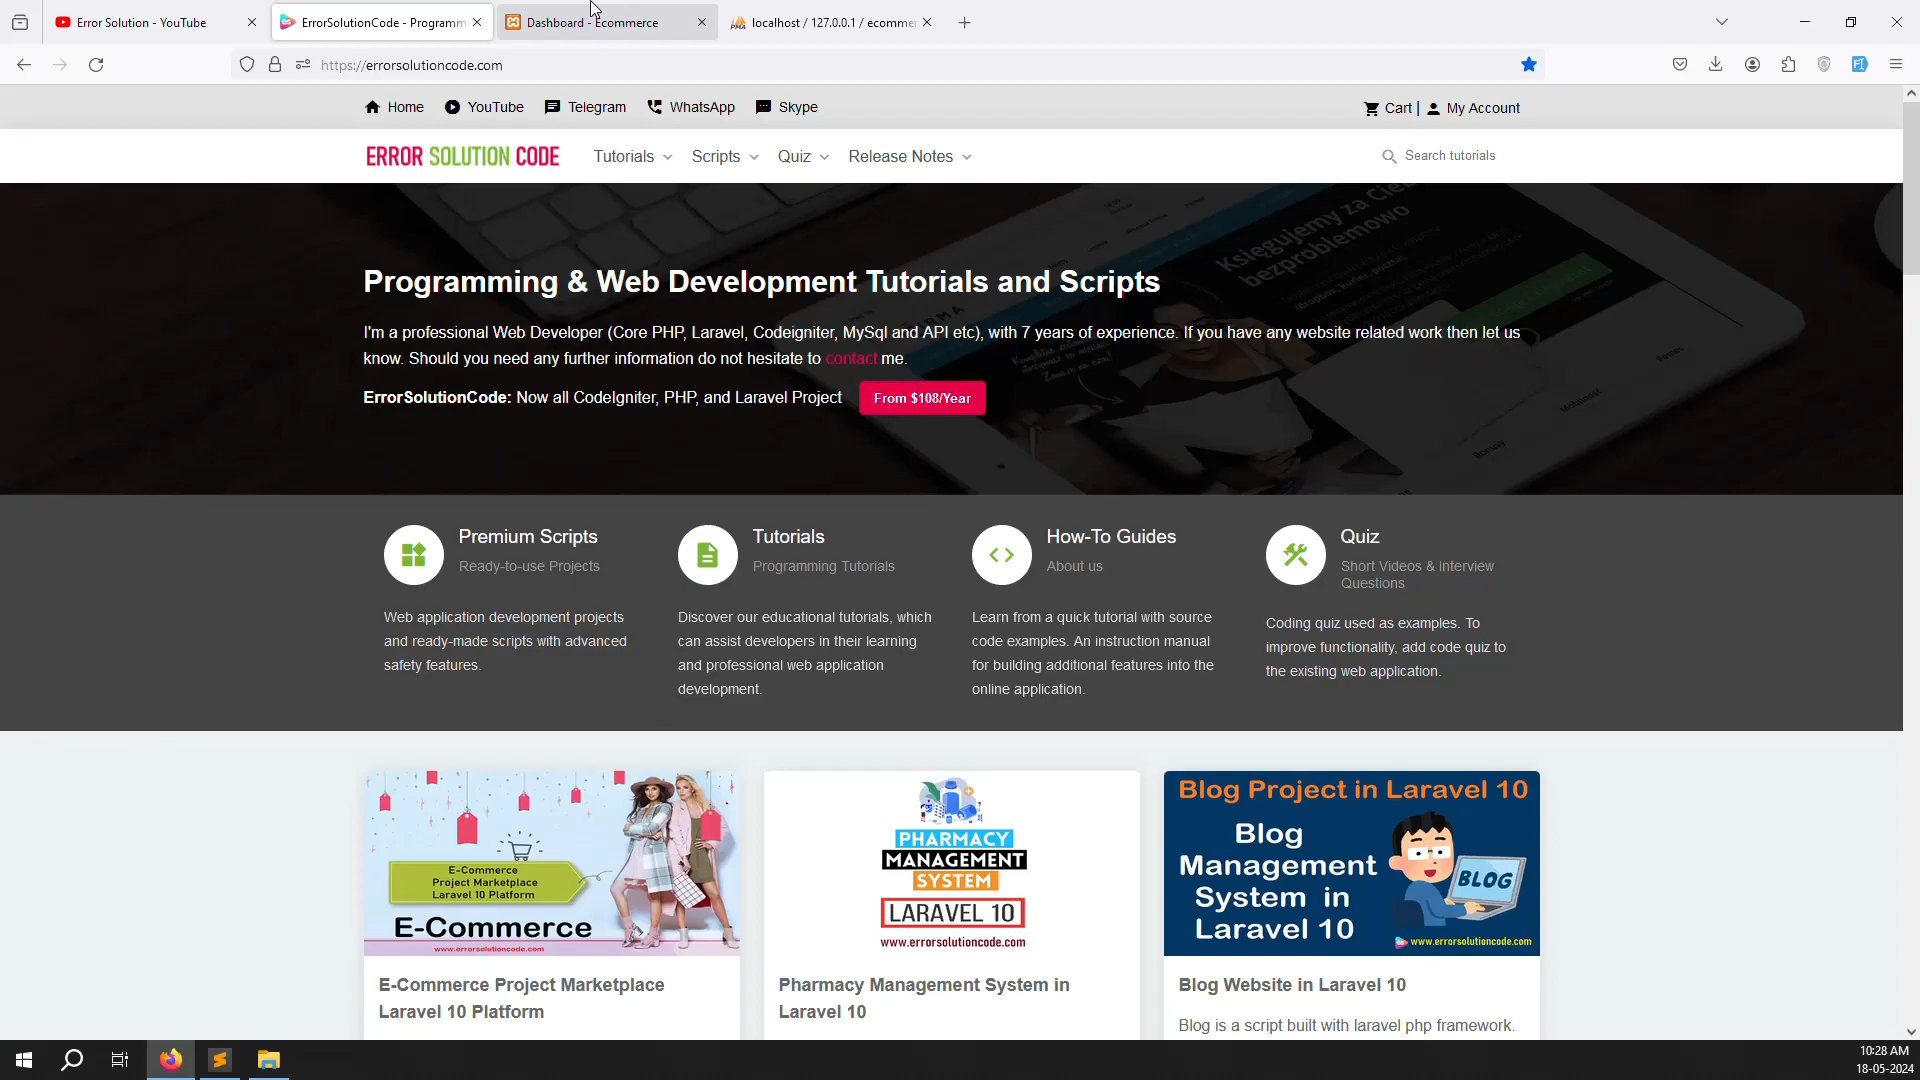 Error Solution - YouTube
ErrorSolutionCode - Programm
Dashboard - Ecommerce
localhost / 127.0.0.1 / ecomme
https://errorsolutioncode.com
Home
YouTube
Telegram
WhatsApp
Skype
Cart |
My Account
ERROR SOLUTION CODE
Tutorials
Scripts
Quiz
Release Notes
Search tutorials
Księgujemy za Cie
bezproblemowo
Programming & Web Development Tutorials and Scripts
I'm a professional Web Developer (Core PHP, Laravel, Codeigniter, MySql and API etc), with 7 years of experience. If you have any website related work then let us
know. Should you need any further information do not hesitate to contact me.
ErrorSolutionCode: Now all CodeIgniter, PHP, and Laravel Project
From $108/Year
Premium Scripts
Ready-to-use Projects
Web application development projects
and ready-made scripts with advanced
safety features.
Tutorials
Programming Tutorials
Discover our educational tutorials, which
can assist developers in their learning
and professional web application
development.
How-To Guides
About us
Learn from a quick tutorial with source
code examples. An instruction manual
for building additional features into the
online application.
Quiz
Short Videos & Interview
Questions
Coding quiz used as examples. To
improve functionality, add code quiz to
the existing web application.
E-Commerce
Project Marketplace
Laravel 10 Platform
E-Commerce
www.errorsolutioncode.com
E-Commerce Project Marketplace
Laravel 10 Platform
PHARMACY
MANAGEMENT
SYSTEM
LARAVEL 10
www.errorsolutioncode.com
Pharmacy Management System in
Laravel 10
Blog Project in Laravel 10
Blog
Management
System in
Laravel 10
BLOG
www.errorsolutioncode.com
Blog Website in Laravel 10
Blog is a script built with laravel php framework.
10:28 AM
18-05-2024